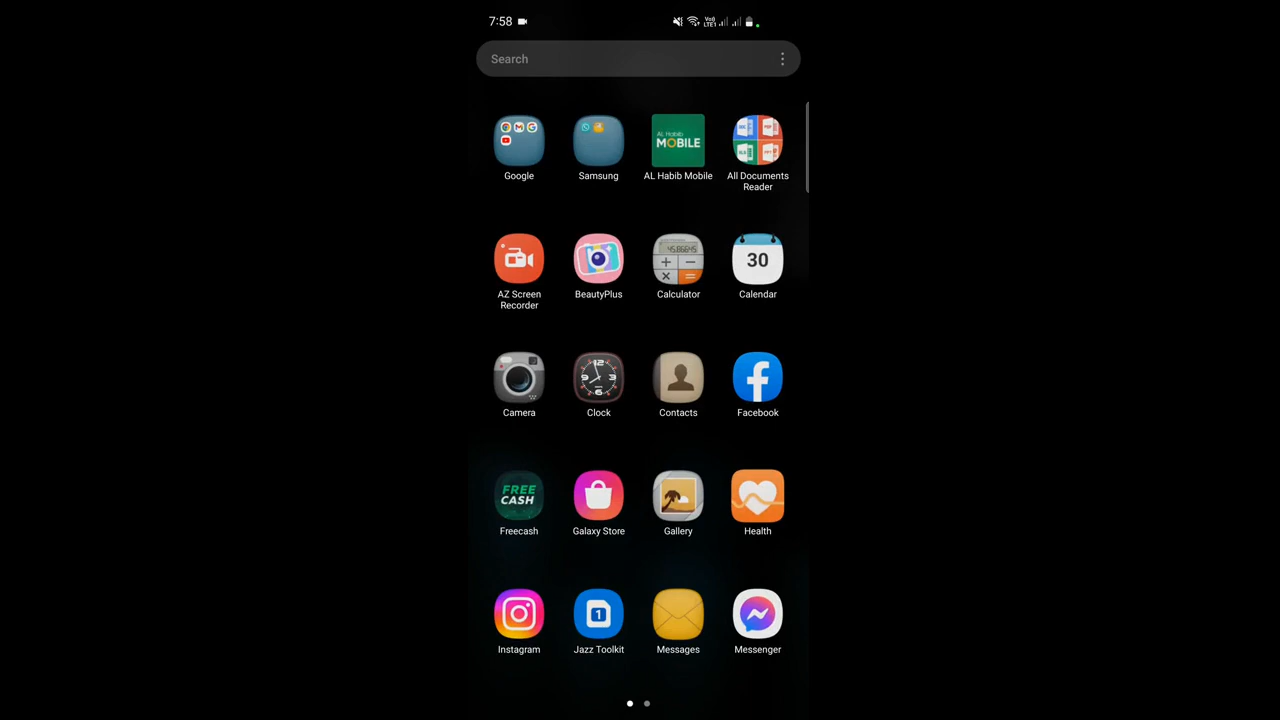 7:58
Search
Google
Samsung
AL Habib Mobile
All Documents
Reader
AL Habib
MOBILE
AZ Screen
Recorder
BeautyPlus
Calculator
Calendar
30
Camera
Clock
Contacts
Facebook
FREE
CASH
Freecash
Galaxy Store
Gallery
Health
1
Instagram
Jazz Toolkit
Messages
Messenger